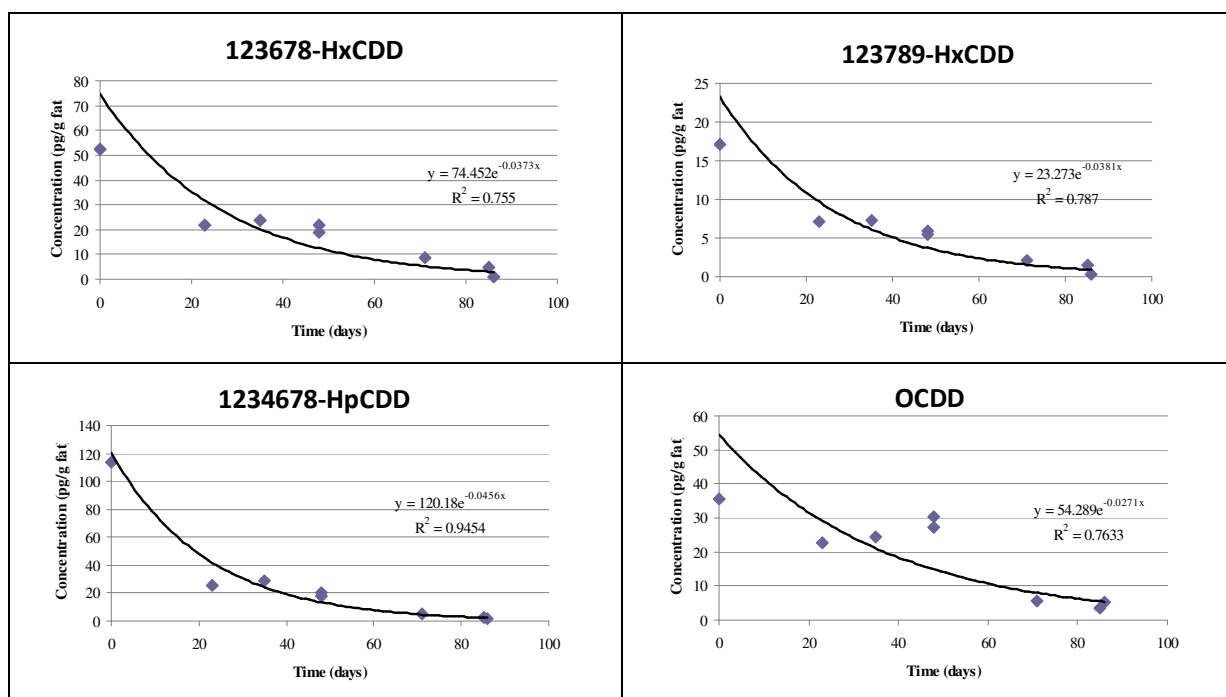 123678-HxCDD
Concentration (pg/g fat
80
70
60
50
40
30
20
10
0
y = 74.452e^-0.0373x
R² = 0.755
0 20 40 60 80 100
Time (days)
123789-HxCDD
Concentration (pg/g fat
25
20
15
10
5
0
y = 23.273e^-0.0381x
R² = 0.787
0 20 40 60 80 100
Time (days)
1234678-HpCDD
Concentration (pg/g fat)
140
120
100
80
60
40
20
0
y = 120.18e^-0.0456x
R² = 0.9454
0 20 40 60 80 100
Time (days)
OCDD
Concentration (pg/g fat)
60
50
40
30
20
10
0
y = 54.289e^-0.0271x
R² = 0.7633
0 20 40 60 80 100
Time (days)